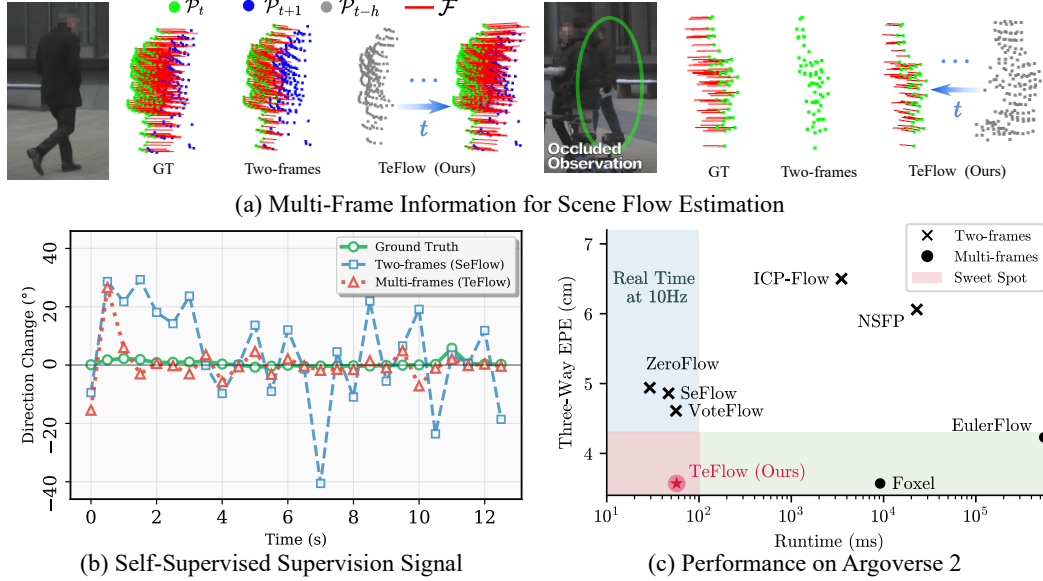 𝒫t 𝒫t+1 𝒫t−h ℱ
Occluded
Observation
t
t
GT Two-frames TeFlow (Ours) GT Two-frames TeFlow (Ours)
(a) Multi-Frame Information for Scene Flow Estimation
Direction Change (°)
40
20
0
−20
−40
Ground Truth
Two-frames (SeFlow)
Multi-frames (TeFlow)
0 2 4 6 8 10 12
Time (s)
(b) Self-Supervised Supervision Signal
Three-Way EPE (cm)
7
6
5
4
Real Time
at 10Hz
Two-frames
Multi-frames
Sweet Spot
ICP-Flow
NSFP
ZeroFlow
SeFlow
VoteFlow
EulerFlow
TeFlow (Ours)
Foxel
10¹ 10² 10³ 10⁴ 10⁵
Runtime (ms)
(c) Performance on Argoverse 2